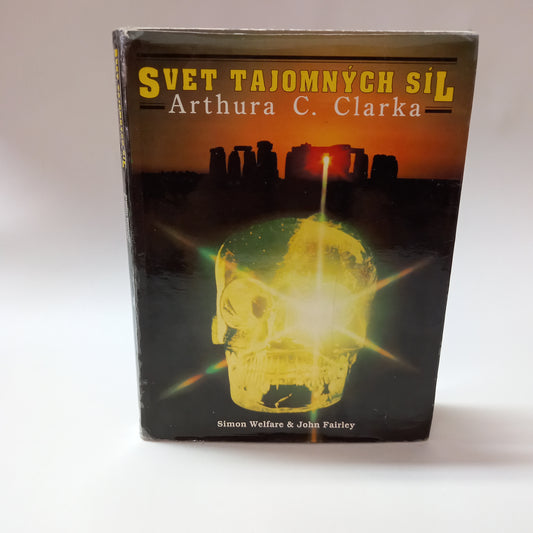 SVET TAJOMNÝCH SÍL
Arthura C. Clarka
Simon Welfare & John Fairley